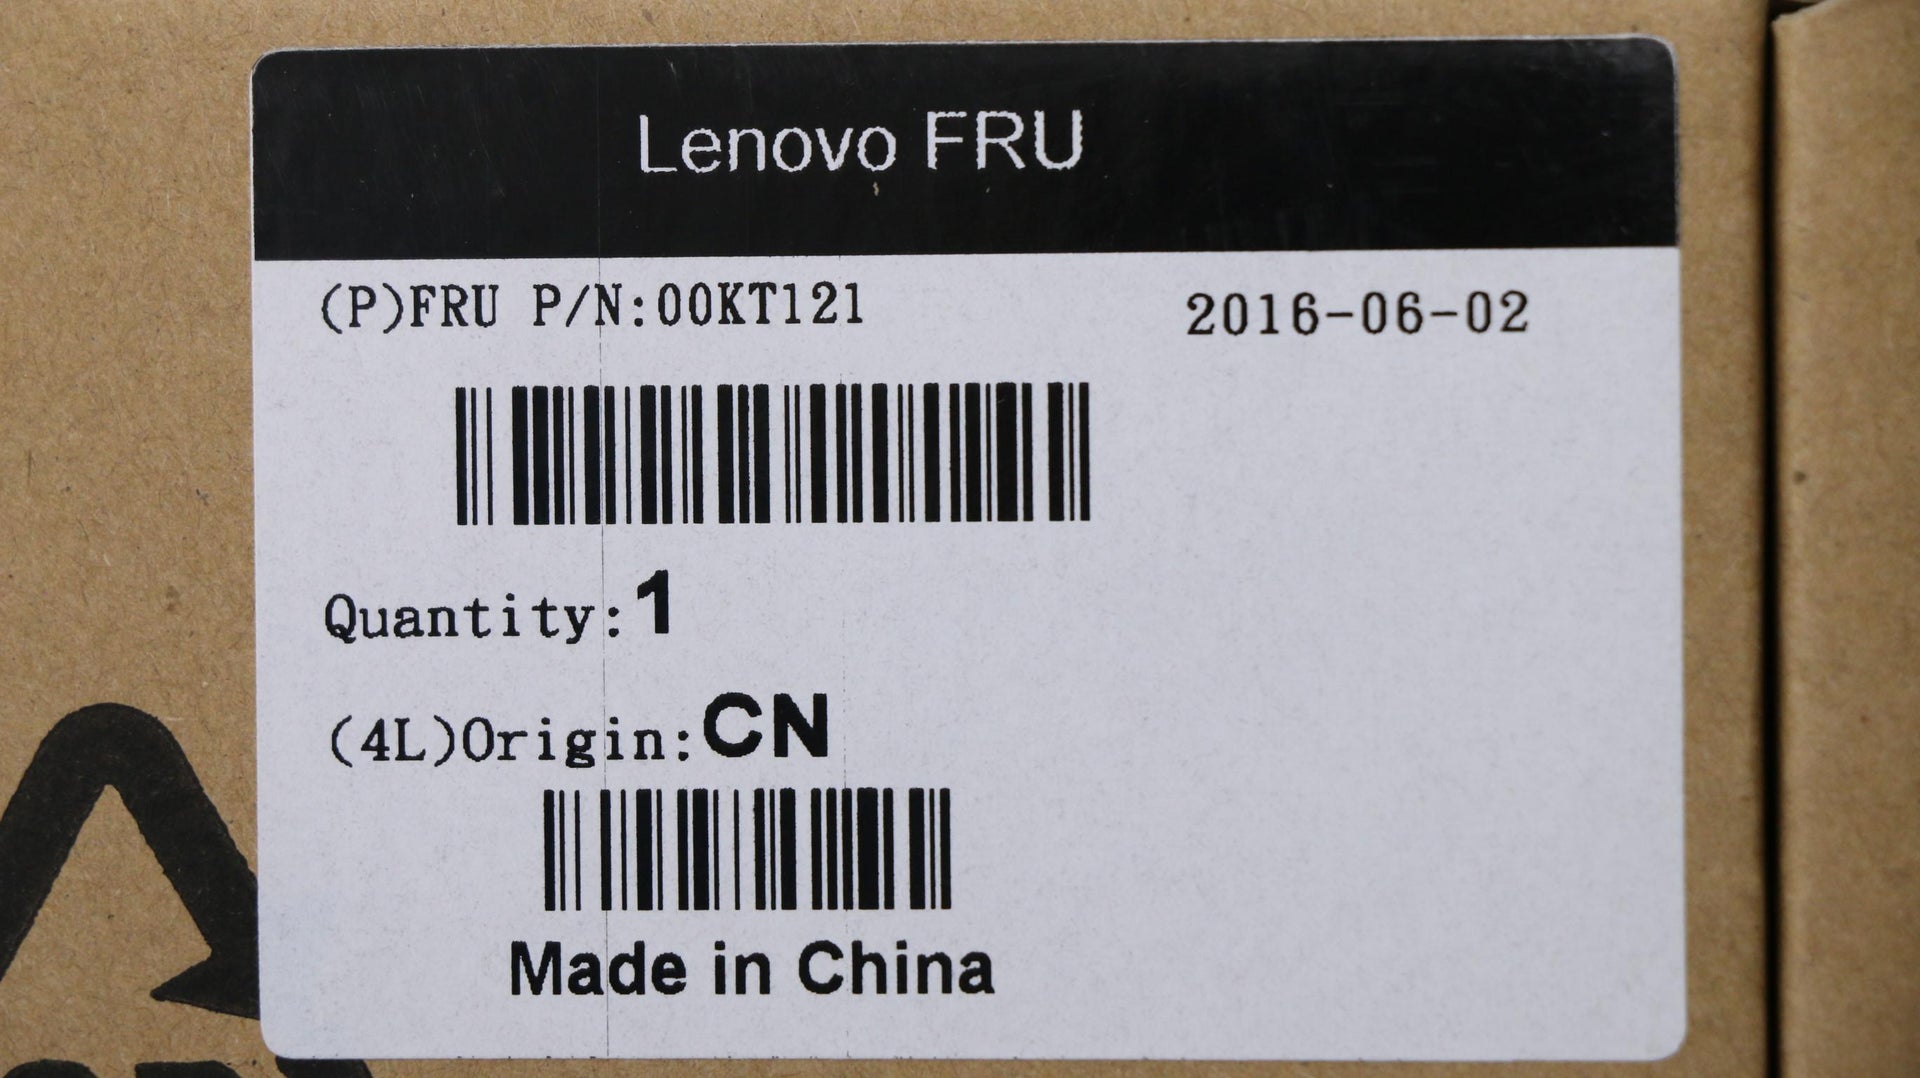 Lenovo FRU
(P)FRU P/N:00KT121 2016-06-02
Quantity:1
(4L)Origin:CN
Made in China